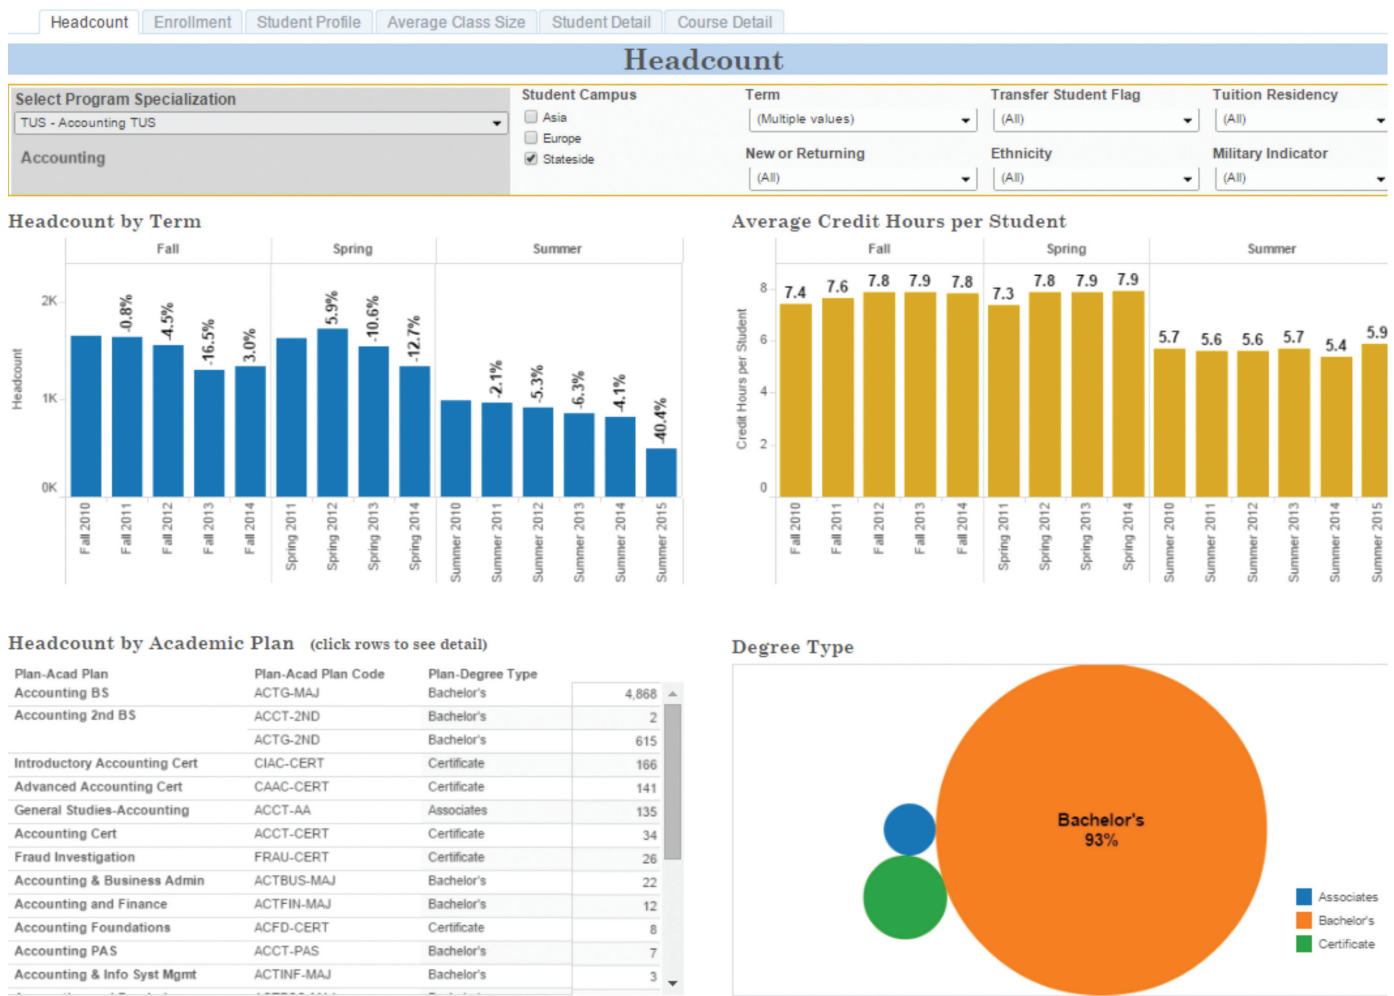 Headcount Enrollment Student Profile Average Class Size Student Detail Course Detail
Headcount
Select Program Specialization
TUS - Accounting TUS
Accounting
Student Campus
Asia
Europe
Stateside
Term
(Multiple values)
New or Returning
(All)
Transfer Student Flag
(All)
Ethnicity
(All)
Tuition Residency
(All)
Military Indicator
(All)
Headcount by Term
Fall Spring Summer
Headcount
2K
1K
0K
-0.8%
-4.5%
-16.5%
3.0%
5.9%
-10.6%
-12.7%
-2.1%
-5.3%
-6.3%
-4.1%
-40.4%
Fall 2010
Fall 2011
Fall 2012
Fall 2013
Fall 2014
Spring 2011
Spring 2012
Spring 2013
Spring 2014
Summer 2010
Summer 2011
Summer 2012
Summer 2013
Summer 2014
Summer 2015
Average Credit Hours per Student
Fall Spring Summer
Credit Hours per Student
8
6
4
2
0
7.4 7.6 7.8 7.9 7.8 7.3 7.8 7.9 7.9 5.7 5.6 5.6 5.7 5.4 5.9
Fall 2010
Fall 2011
Fall 2012
Fall 2013
Fall 2014
Spring 2011
Spring 2012
Spring 2013
Spring 2014
Summer 2010
Summer 2011
Summer 2012
Summer 2013
Summer 2014
Summer 2015
Headcount by Academic Plan (click rows to see detail)
Plan-Acad Plan Plan-Acad Plan Code Plan-Degree Type
Accounting BS ACTG-MAJ Bachelor's 4,868
Accounting 2nd BS ACCT-2ND Bachelor's 2
ACTG-2ND Bachelor's 615
Introductory Accounting Cert CIAC-CERT Certificate 166
Advanced Accounting Cert CAAC-CERT Certificate 141
General Studies-Accounting ACCT-AA Associates 135
Accounting Cert ACCT-CERT Certificate 34
Fraud Investigation FRAU-CERT Certificate 26
Accounting & Business Admin ACTBUS-MAJ Bachelor's 22
Accounting and Finance ACTFIN-MAJ Bachelor's 12
Accounting Foundations ACFD-CERT Certificate 8
Accounting PAS ACCT-PAS Bachelor's 7
Accounting & Info Syst Mgmt ACTINF-MAJ Bachelor's 3
Degree Type
Bachelor's
93%
Associates
Bachelor's
Certificate